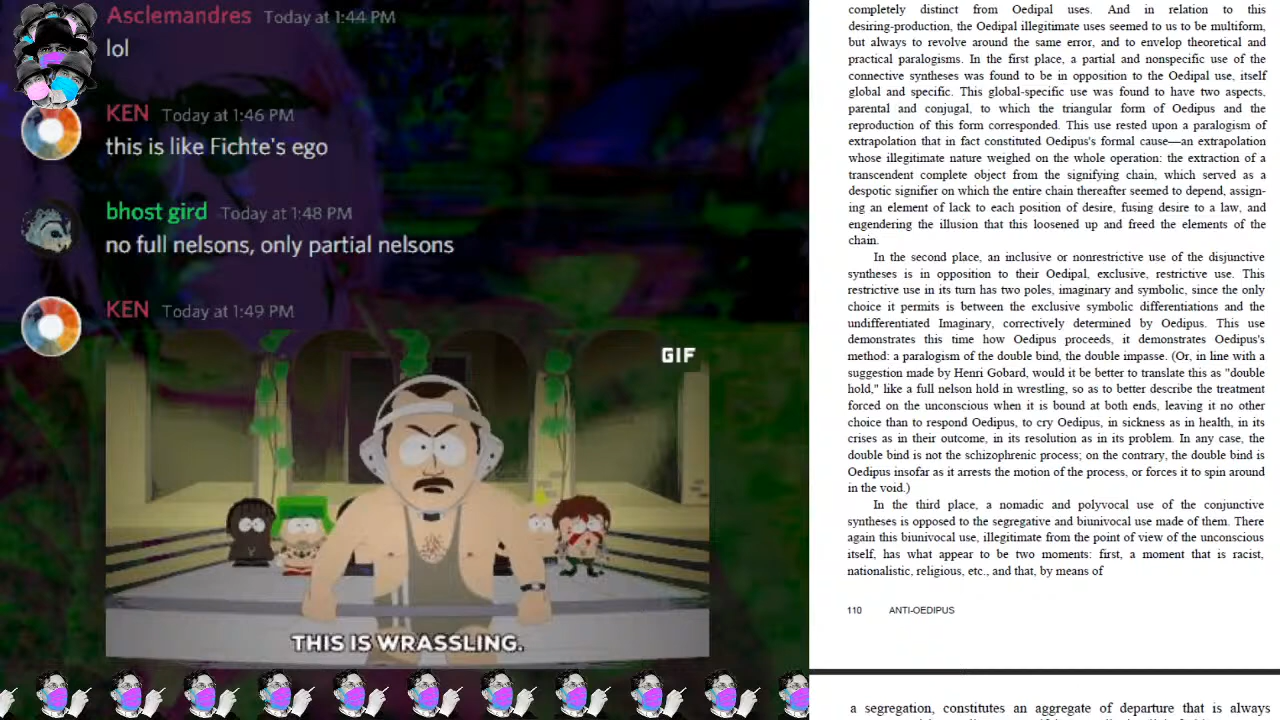 Asclemandres Today at 1:44 PM
lol
KEN Today at 1:46 PM
this is like Fichte's ego
bhost gird Today at 1:48 PM
no full nelsons, only partial nelsons
KEN Today at 1:49 PM
GIF
THIS IS WRASSLING.
completely distinct from Oedipal uses. And in relation to this
desiring-production, the Oedipal illegitimate uses seemed to us to be multiform,
but always to revolve around the same error, and to envelop theoretical and
practical paralogisms. In the first place, a partial and nonspecific use of the
connective syntheses was found to be in opposition to the Oedipal use, itself
global and specific. This global-specific use was found to have two aspects,
parental and conjugal, to which the triangular form of Oedipus and the
reproduction of this form corresponded. This use rested upon a paralogism of
extrapolation that in fact constituted Oedipus's formal cause—an extrapolation
whose illegitimate nature weighed on the whole operation: the extraction of a
transcendent complete object from the signifying chain, which served as a
despotic signifier on which the entire chain thereafter seemed to depend, assign-
ing an element of lack to each position of desire, fusing desire to a law, and
engendering the illusion that this loosened up and freed the elements of the
chain.
In the second place, an inclusive or nonrestrictive use of the disjunctive
syntheses is in opposition to their Oedipal, exclusive, restrictive use. This
restrictive use in its turn has two poles, imaginary and symbolic, since the only
choice it permits is between the exclusive symbolic differentiations and the
undifferentiated Imaginary, correctively determined by Oedipus. This use
demonstrates this time how Oedipus proceeds, it demonstrates Oedipus's
method: a paralogism of the double bind, the double impasse. (Or, in line with a
suggestion made by Henri Gobard, would it be better to translate this as "double
hold," like a full nelson hold in wrestling, so as to better describe the treatment
forced on the unconscious when it is bound at both ends, leaving it no other
choice than to respond Oedipus, to cry Oedipus, in sickness as in health, in its
crises as in their outcome, in its resolution as in its problem. In any case, the
double bind is not the schizophrenic process; on the contrary, the double bind is
Oedipus insofar as it arrests the motion of the process, or forces it to spin around
in the void.)
In the third place, a nomadic and polyvocal use of the conjunctive
syntheses is opposed to the segregative and biunivocal use made of them. There
again this biunivocal use, illegitimate from the point of view of the unconscious
itself, has what appear to be two moments: first, a moment that is racist,
nationalistic, religious, etc., and that, by means of
110 ANTI-OEDIPUS
a segregation, constitutes an aggregate of departure that is always